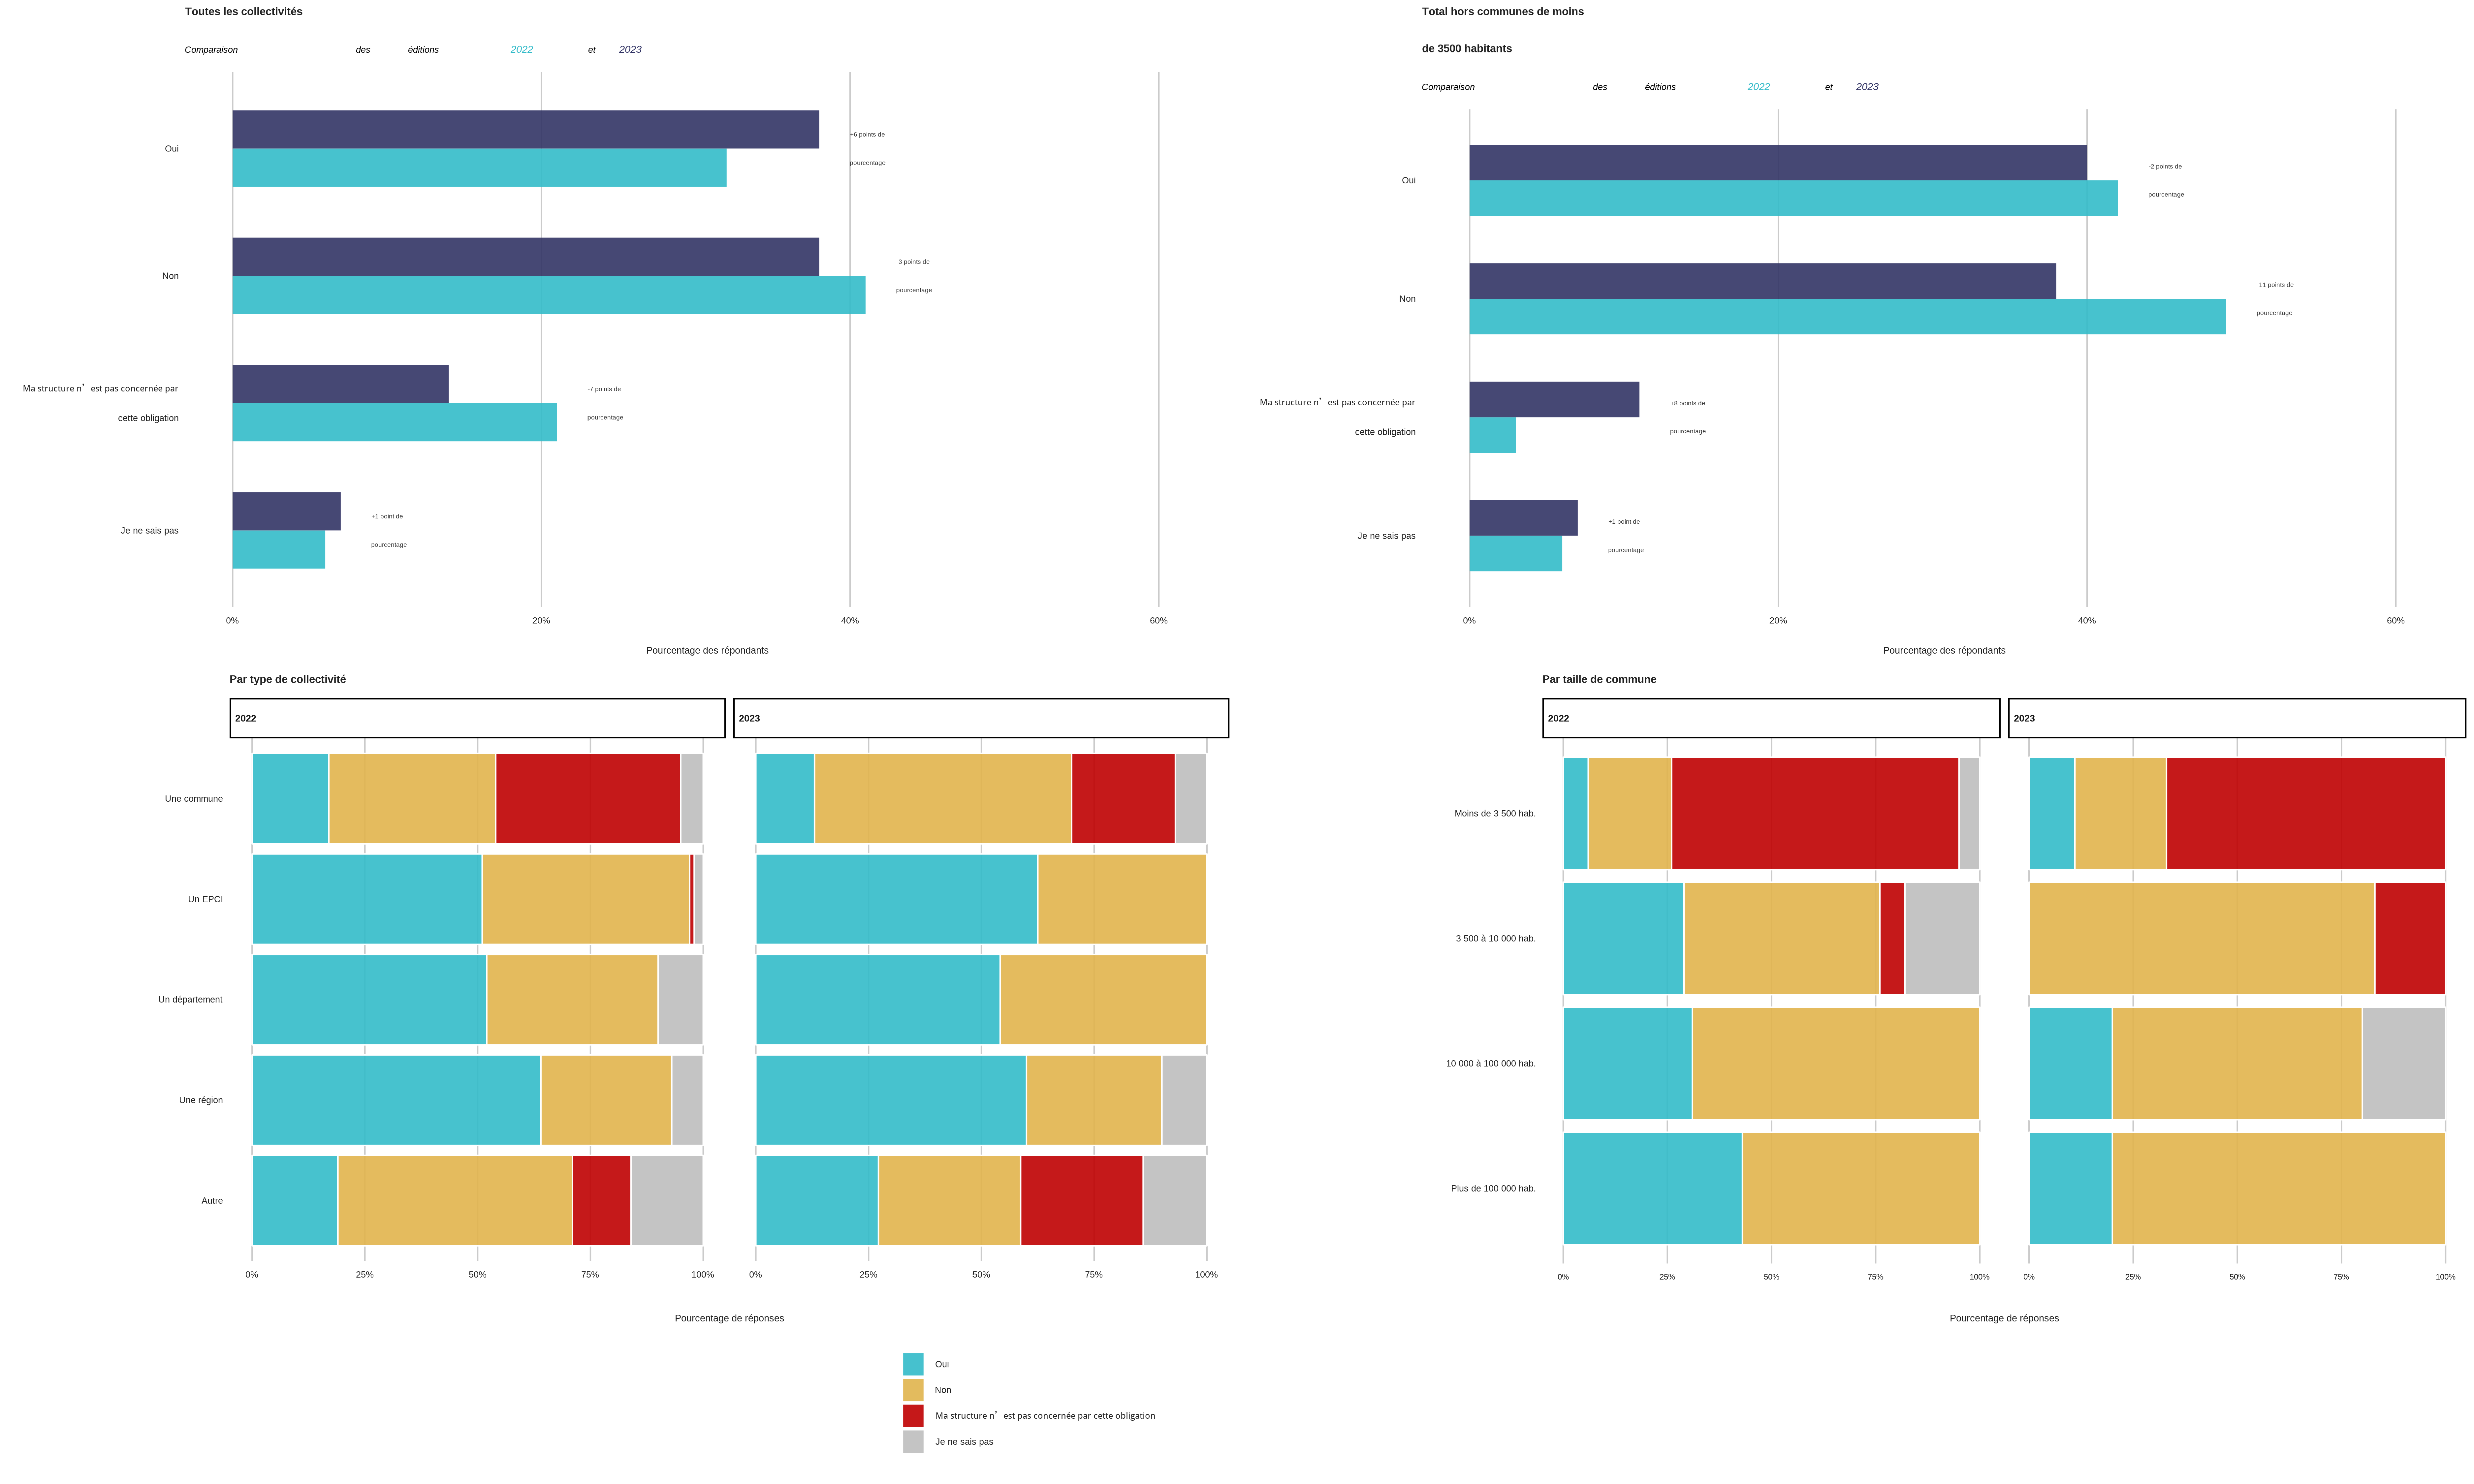 Toutes les collectivités
Comparaison des éditions 2022 et 2023
Oui
+6 points de
pourcentage
Non
-3 points de
pourcentage
Ma structure n’est pas concernée par
cette obligation
-7 points de
pourcentage
Je ne sais pas
+1 point de
pourcentage
0% 20% 40% 60%
Pourcentage des répondants
Total hors communes de moins
de 3500 habitants
Comparaison des éditions 2022 et 2023
Oui
-2 points de
pourcentage
Non
-11 points de
pourcentage
Ma structure n’est pas concernée par
cette obligation
+8 points de
pourcentage
Je ne sais pas
+1 point de
pourcentage
0% 20% 40% 60%
Pourcentage des répondants
Par type de collectivité
2022 2023
Une commune
Un EPCI
Un département
Une région
Autre
0% 25% 50% 75% 100% 0% 25% 50% 75% 100%
Pourcentage de réponses
Par taille de commune
2022 2023
Moins de 3 500 hab.
3 500 à 10 000 hab.
10 000 à 100 000 hab.
Plus de 100 000 hab.
0% 25% 50% 75% 100% 0% 25% 50% 75% 100%
Pourcentage de réponses
Oui
Non
Ma structure n’est pas concernée par cette obligation
Je ne sais pas